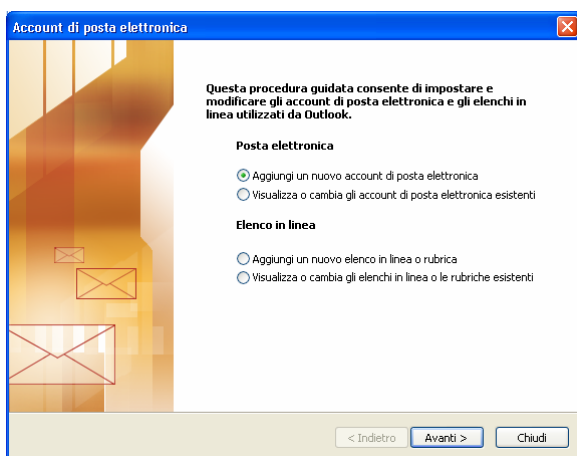 Account di posta elettronica
Questa procedura guidata consente di impostare e
modificare gli account di posta elettronica e gli elenchi in
linea utilizzati da Outlook.
Posta elettronica
Aggiungi un nuovo account di posta elettronica
Visualizza o cambia gli account di posta elettronica esistenti
Elenco in linea
Aggiungi un nuovo elenco in linea o rubrica
Visualizza o cambia gli elenchi in linea o le rubriche esistenti
< Indietro Avanti > Chiudi